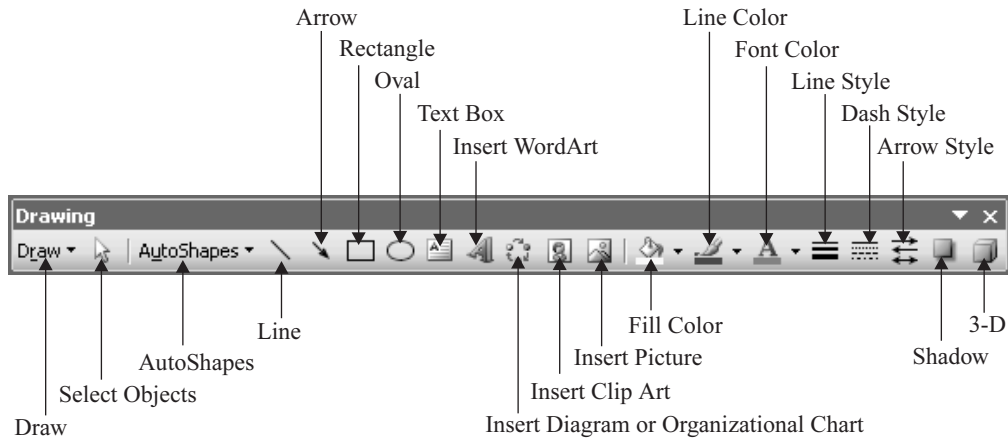 Arrow
Line Color
Rectangle
Font Color
Oval
Line Style
Text Box
Dash Style
Insert WordArt
Arrow Style
Drawing
Draw
AutoShapes
A
Line
Fill Color
3-D
AutoShapes
Insert Picture
Shadow
Select Objects
Insert Clip Art
Draw
Insert Diagram or Organizational Chart